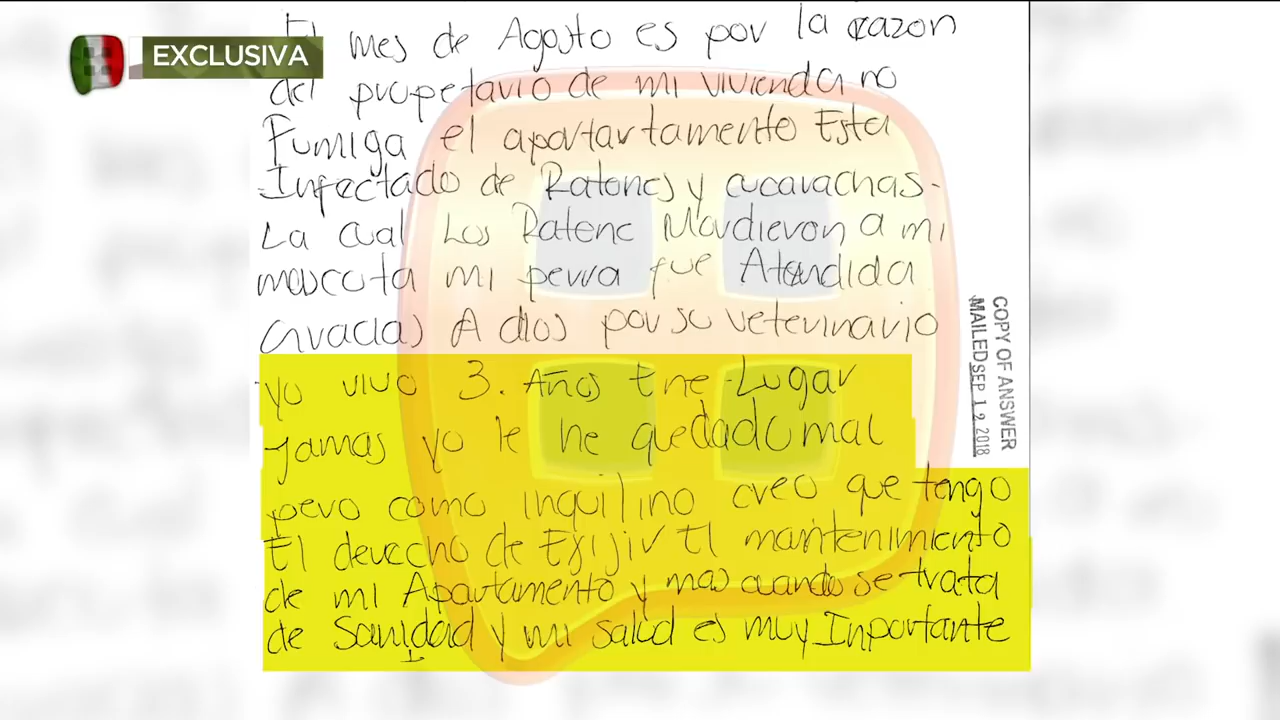 EXCLUSIVA
El mes de Agosto es por la razon
del propetario de mi vivienda no
Fumiga el apartartamento Esta
Infectado de Ratones y cucarachas.
La cual Los Ratenc Mordieron a mi
mascota mi perra fue Atendida
Gracias A dios por su veterinario
yo vivo 3. Años Ene Lugar
jamas yo le he quedado mal
pero como inquilino creo que tengo
El derecho de Exijir El mantenimiento
de mi Apartamento y mas cuando se trata
de Sanidad y mi salud es muy Inportante
COPY OF ANSWER
MAILED SEP 12 2018